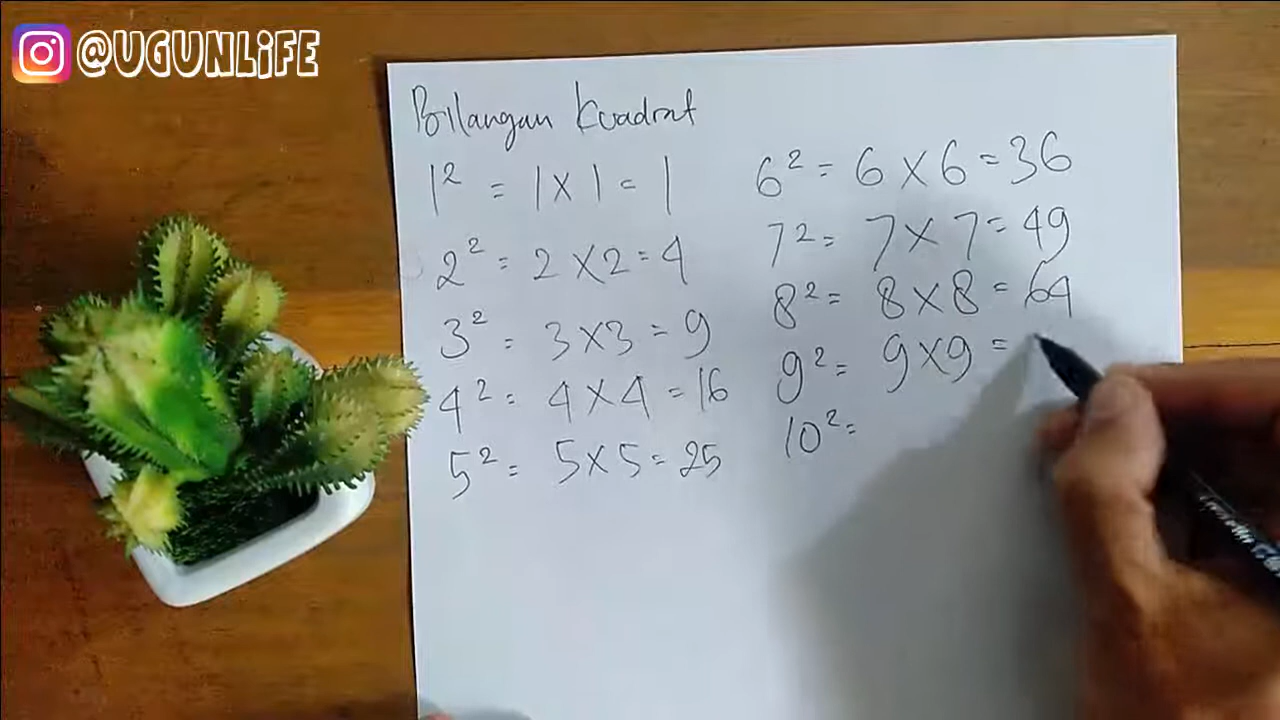 @UGUNLIFE
Bilangan Kuadrat
1² = 1 x 1 = 1
2² = 2 x 2 = 4
3² = 3 x 3 = 9
4² = 4 x 4 = 16
5² = 5 x 5 = 25
6² = 6 x 6 = 36
7² = 7 x 7 = 49
8² = 8 x 8 = 64
9² = 9 x 9 =
10² =